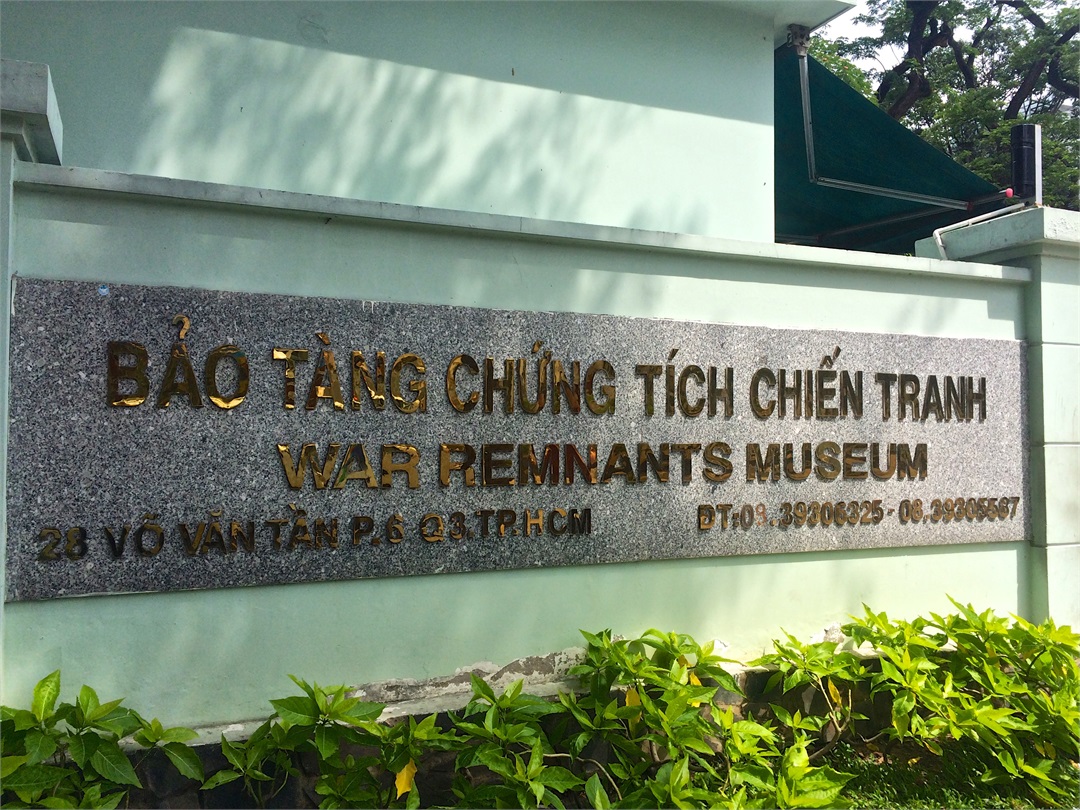 BẢO TÀNG CHỨNG TÍCH CHIẾN TRANH
WAR REMNANTS MUSEUM
28 VÕ VĂN TẦN P.6 Q3.TP.HCM ĐT:08.39306325 - 08.39305587